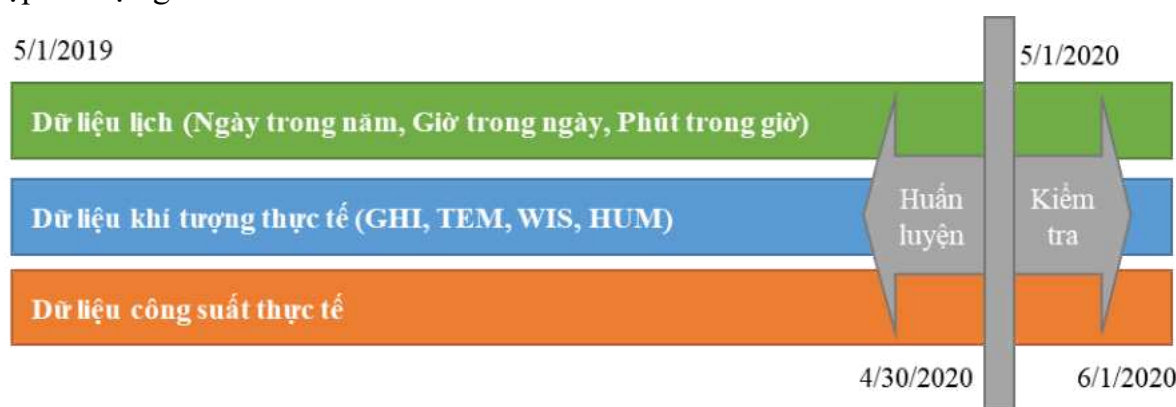 5/1/2019
5/1/2020
Dữ liệu lịch (Ngày trong năm, Giờ trong ngày, Phút trong giờ)
Dữ liệu khí tượng thực tế (GHI, TEM, WIS, HUM)
Huấn
luyện
Kiểm
tra
Dữ liệu công suất thực tế
4/30/2020
6/1/2020